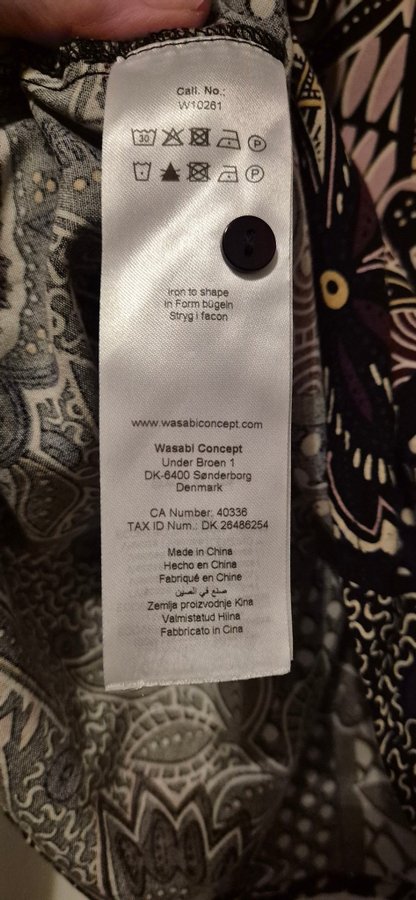 Call. No.:
W10261
30 P
P
Iron to shape
in Form bügeln
Stryg i facon
www.wasabiconcept.com
Wasabi Concept
Under Broen 1
DK-6400 Sønderborg
Denmark
CA Number: 40336
TAX ID Num.: DK 26486254
Made in China
Hecho en China
Fabriqué en Chine
صنع في الصين
Zemlja proizvodnje Kina
Valmistatud Hiina
Fabbricato in Cina